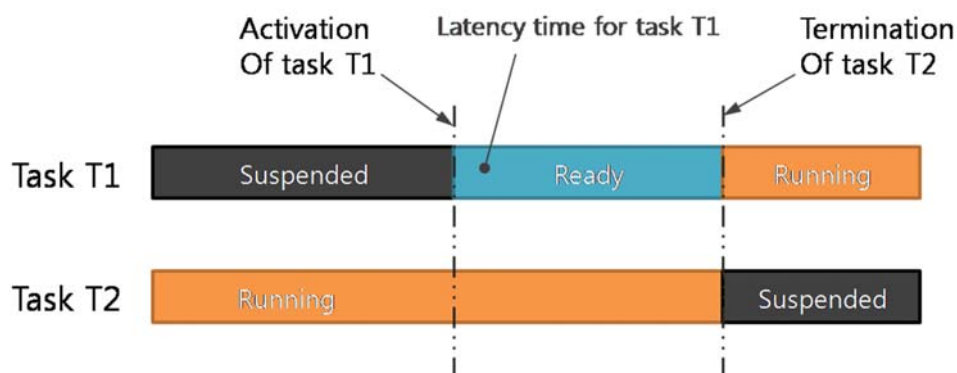 Activation
Of task T1
Latency time for task T1
Termination
Of task T2
Task T1
Suspended
Ready
Running
Task T2
Running
Suspended